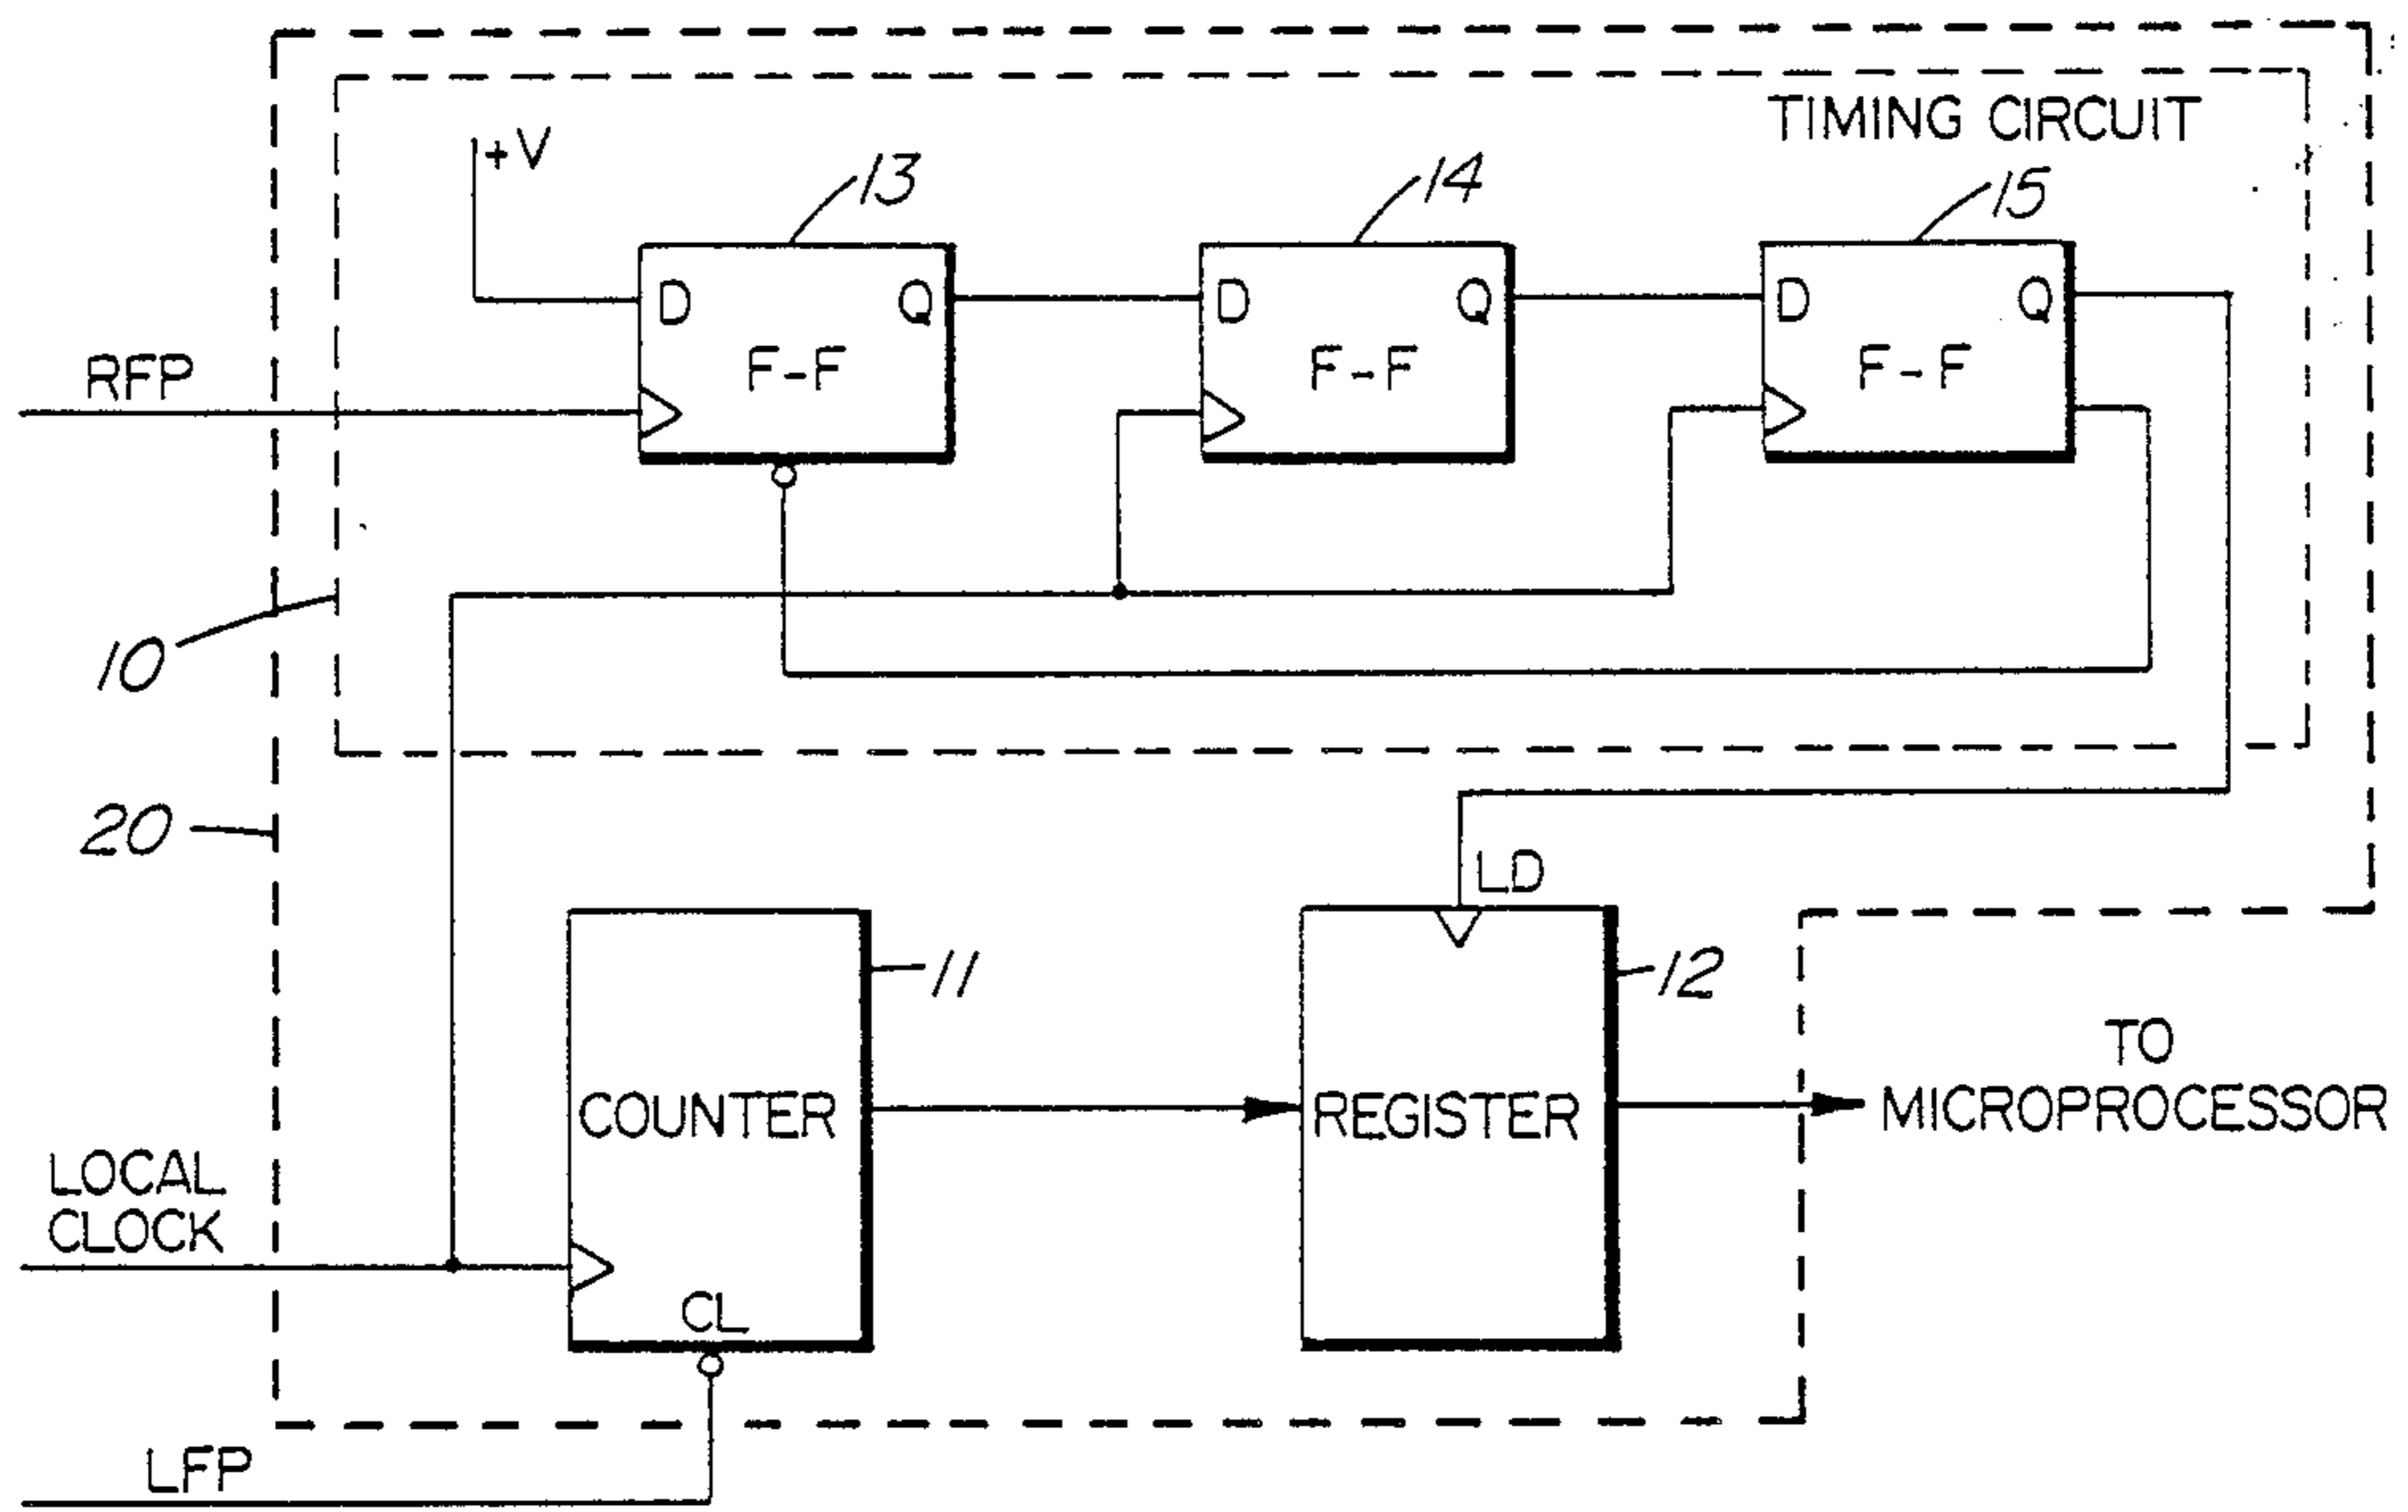 TIMING CIRCUIT
+V
13
14
15
D
Q
F-F
D
Q
F-F
D
Q
F-F
RFP
10
20
LD
11
12
COUNTER
REGISTER
TO
MICROPROCESSOR
LOCAL
CLOCK
CL
LFP